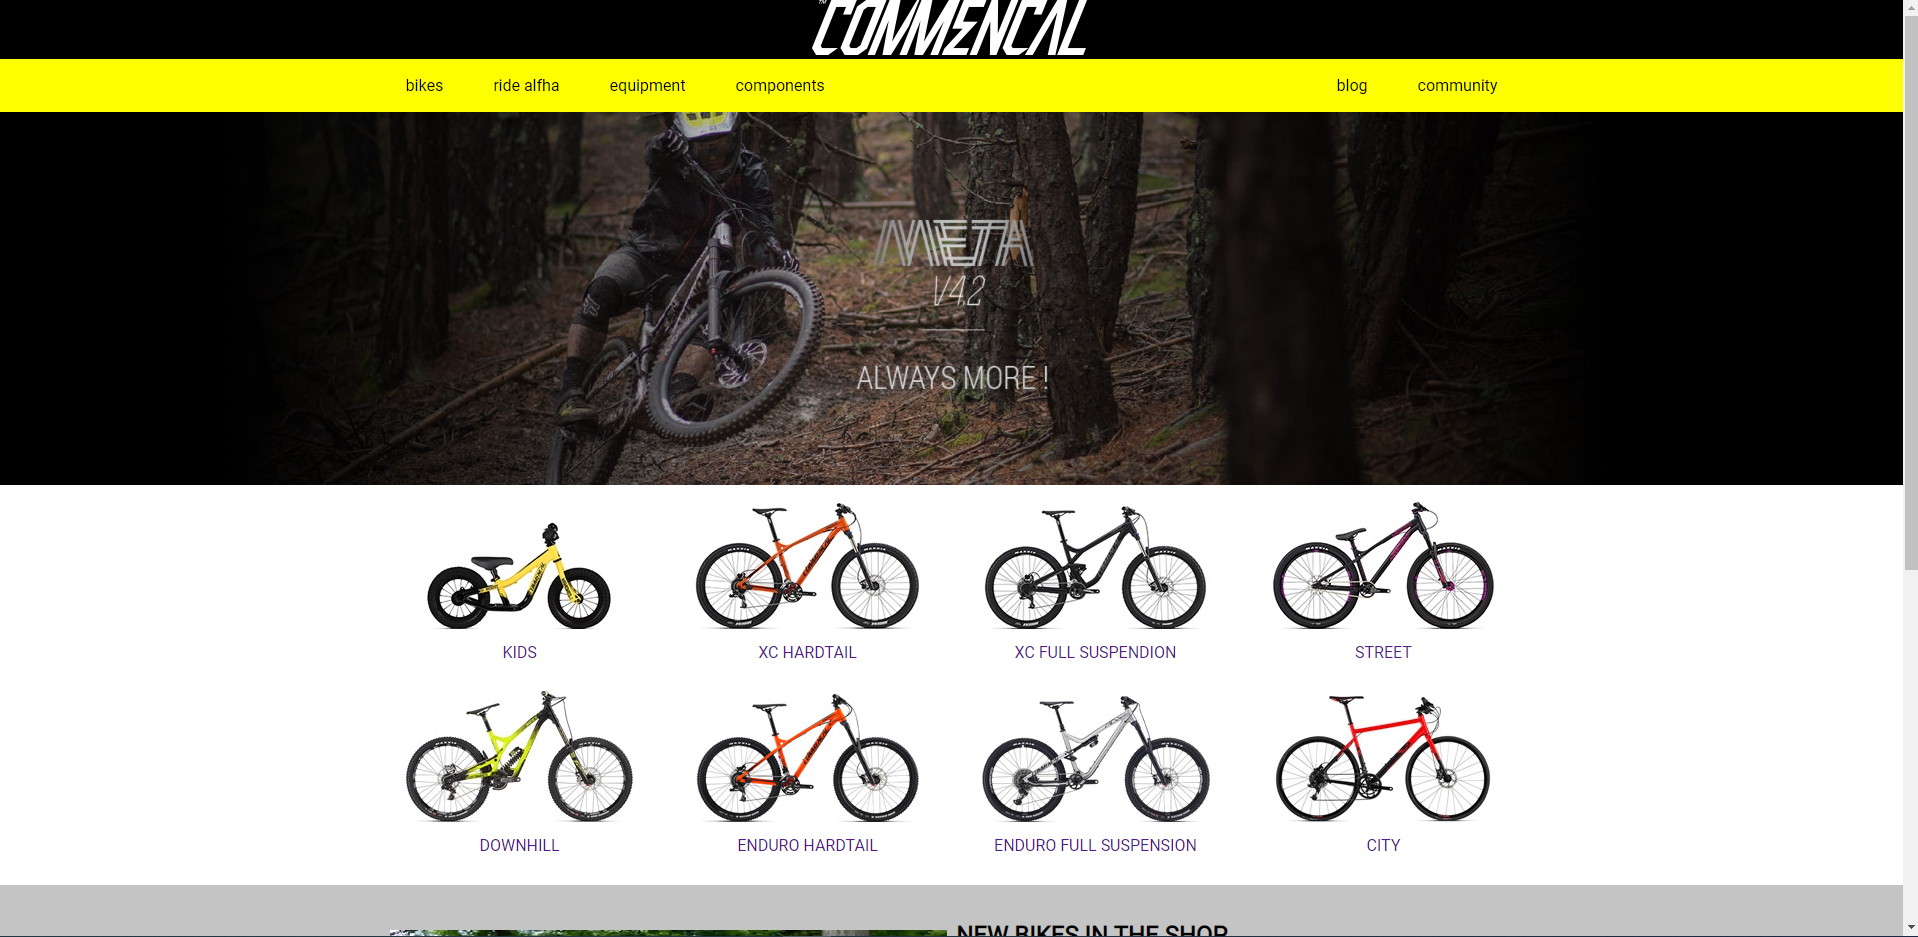 COMMENCAL
bikes ride alfha equipment components blog community
META
V4.2
ALWAYS MORE !
KIDS XC HARDTAIL XC FULL SUSPENDION STREET
DOWNHILL ENDURO HARDTAIL ENDURO FULL SUSPENSION CITY
NEW BIKES IN THE SHOP